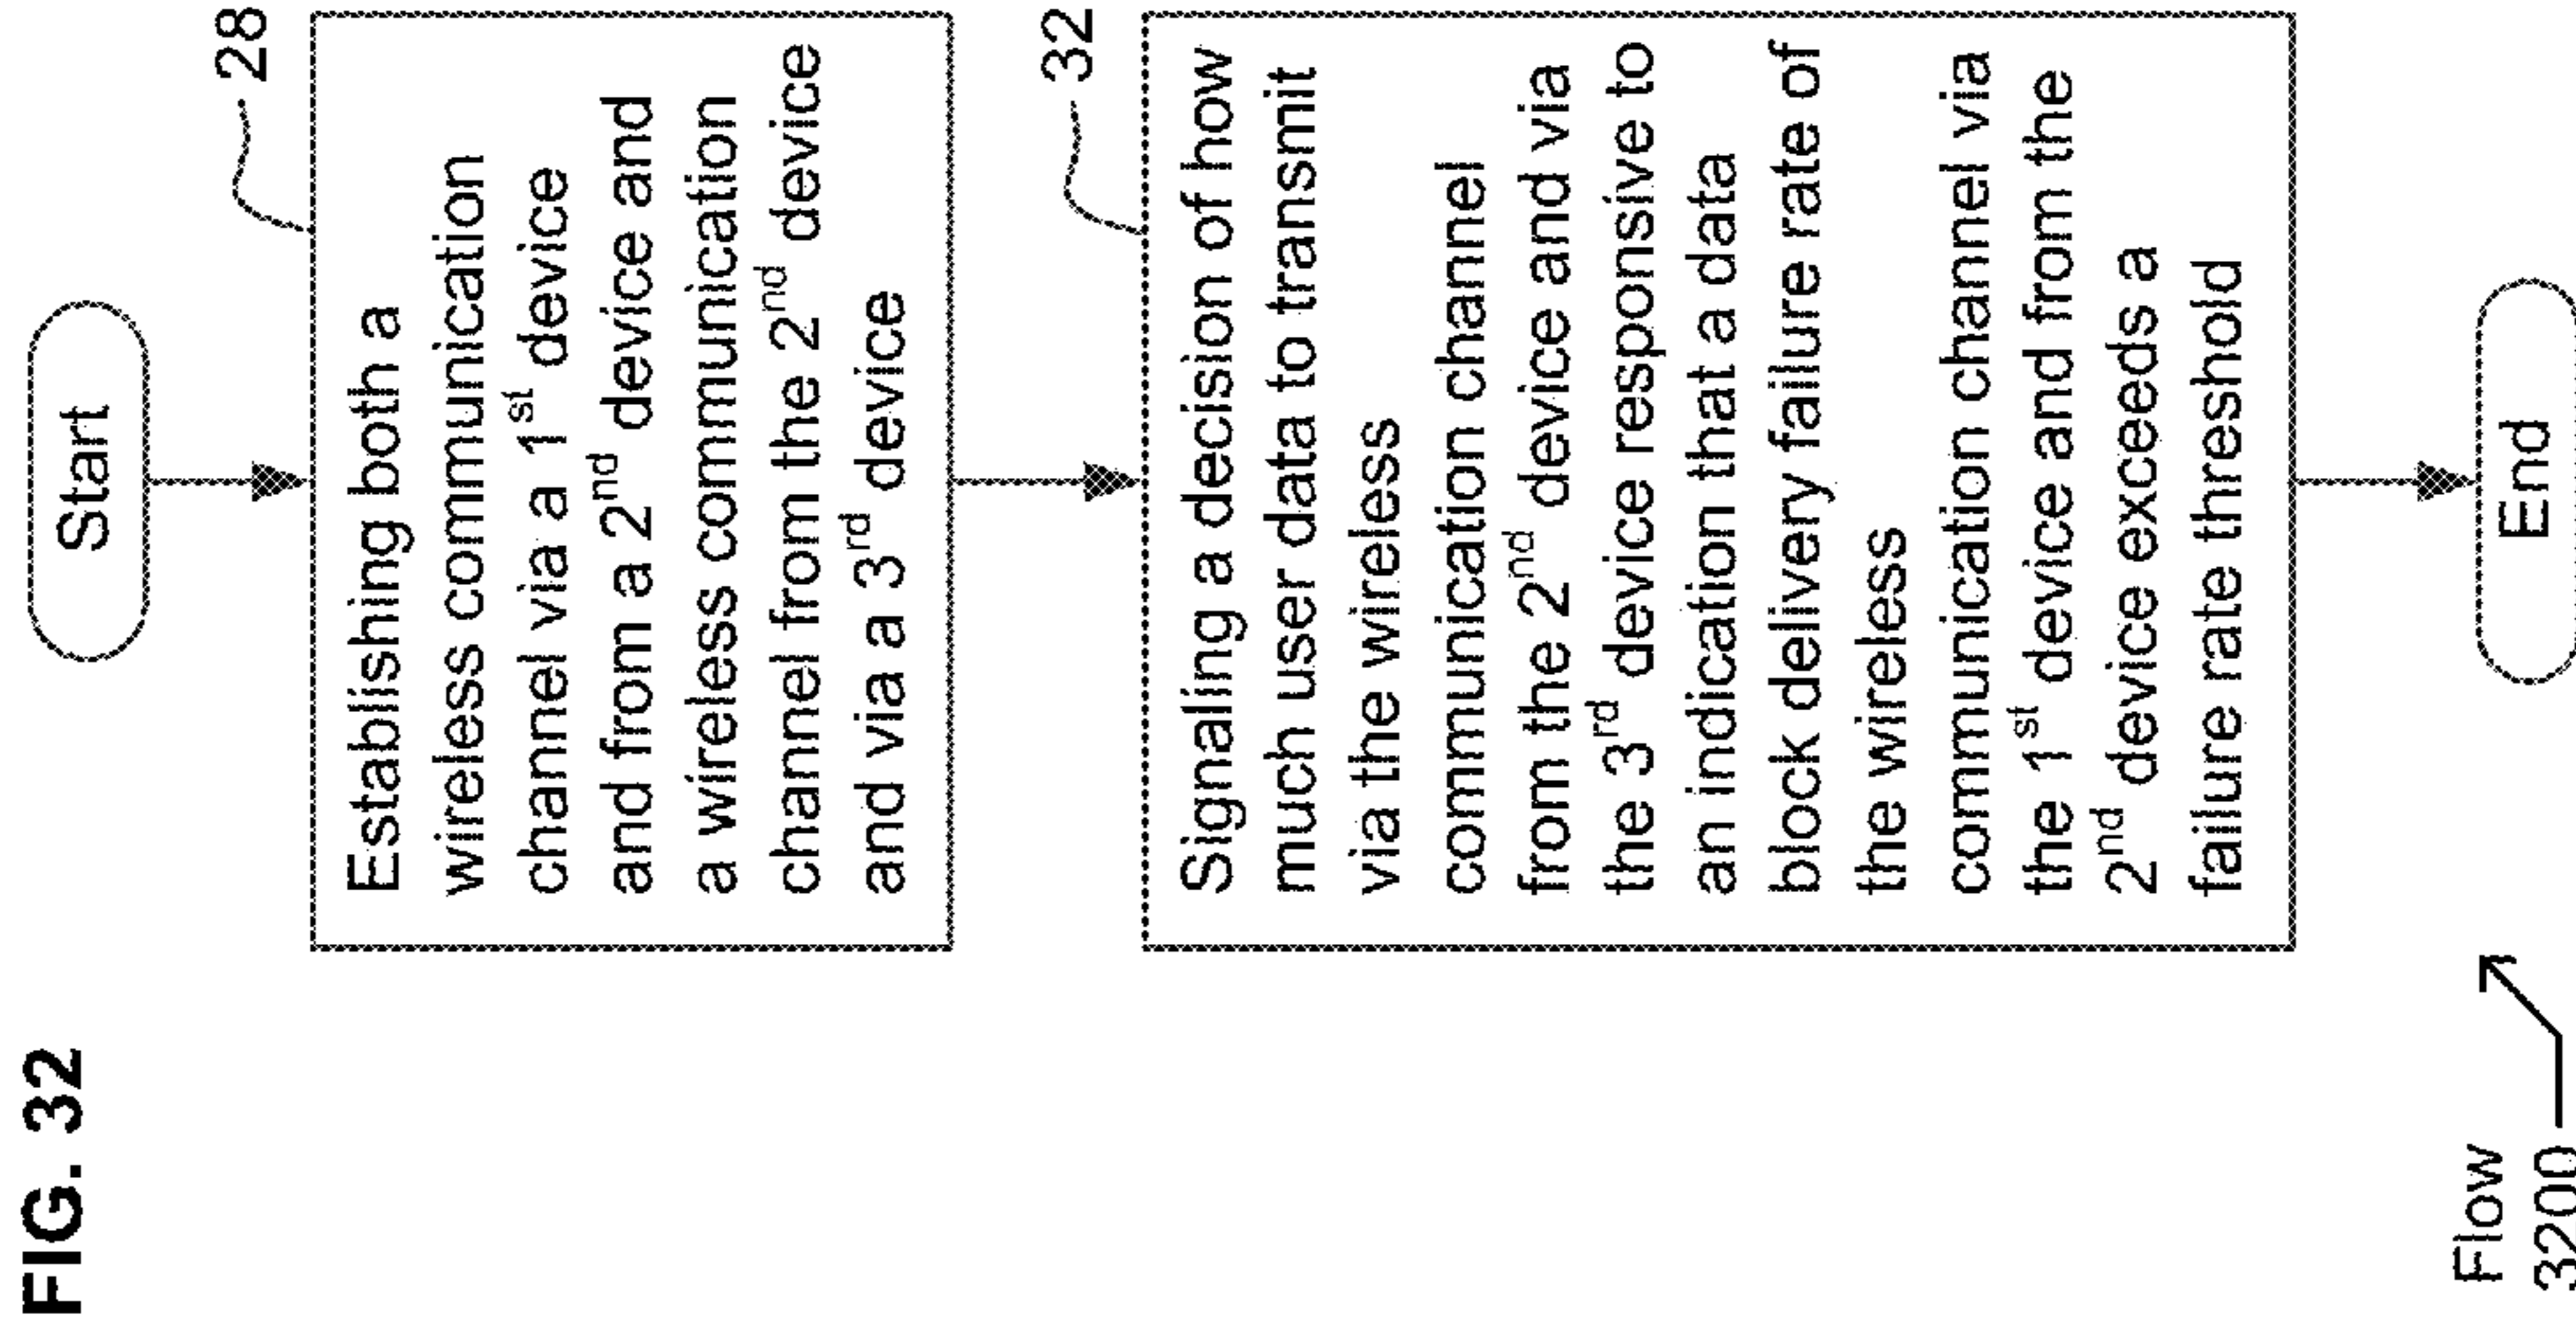 FIG. 32
Start
28
Establishing both a
wireless communication
channel via a 1st device
and from a 2nd device and
a wireless communication
channel from the 2nd device
and via a 3rd device
32
Signaling a decision of how
much user data to transmit
via the wireless
communication channel
from the 2nd device and via
the 3rd device responsive to
an indication that a data
block delivery failure rate of
the wireless
communication channel via
the 1st device and from the
2nd device exceeds a
failure rate threshold
End
Flow
3200